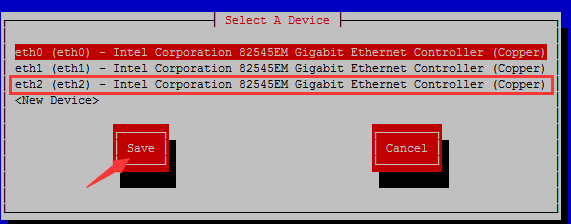 Select A Device
eth0 (eth0) - Intel Corporation 82545EM Gigabit Ethernet Controller (Copper)
eth1 (eth1) - Intel Corporation 82545EM Gigabit Ethernet Controller (Copper)
eth2 (eth2) - Intel Corporation 82545EM Gigabit Ethernet Controller (Copper)
<New Device>
Save Cancel